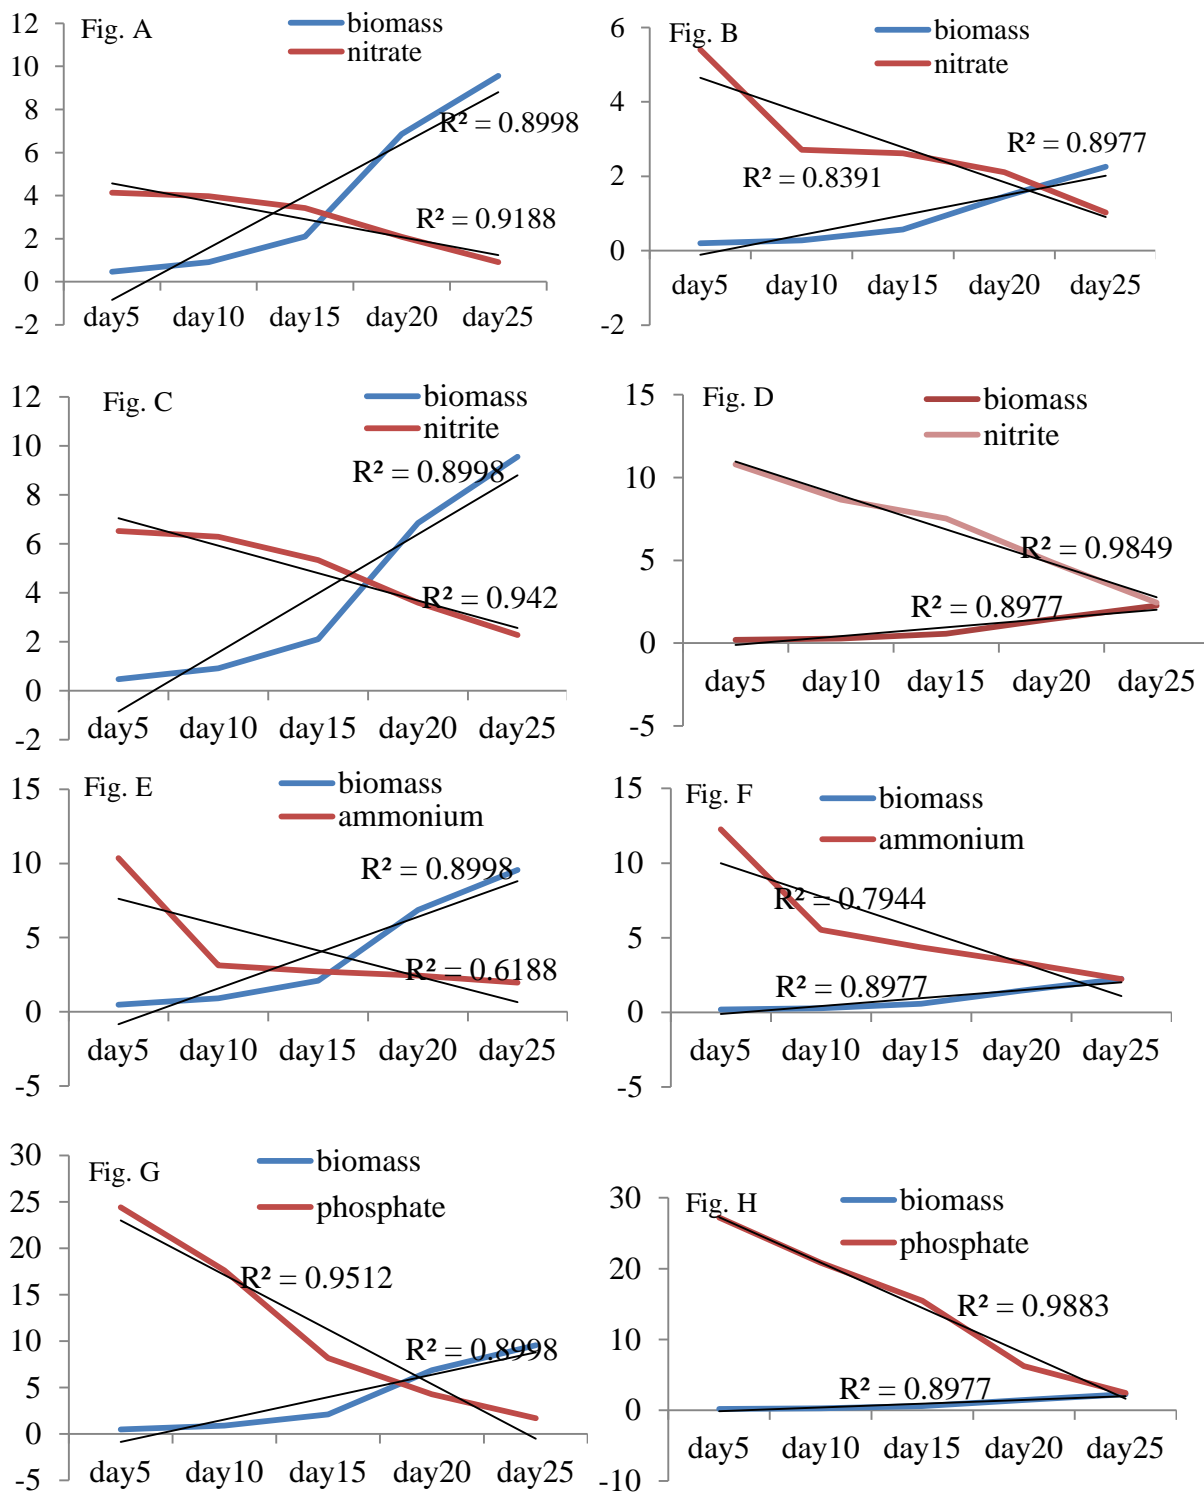 Fig. A
biomass
nitrate
12
10
8
6
4
2
0
-2
R² = 0.8998
R² = 0.9188
day5 day10 day15 day20 day25
Fig. B
biomass
nitrate
6
4
2
0
-2
R² = 0.8977
R² = 0.8391
day5 day10 day15 day20 day25
Fig. C
biomass
nitrite
12
10
8
6
4
2
0
-2
R² = 0.8998
R² = 0.942
day5 day10 day15 day20 day25
Fig. D
biomass
nitrite
15
10
5
0
-5
R² = 0.9849
R² = 0.8977
day5 day10 day15 day20 day25
Fig. E
biomass
ammonium
15
10
5
0
-5
R² = 0.8998
R² = 0.6188
day5 day10 day15 day20 day25
Fig. F
biomass
ammonium
15
10
5
0
-5
R² = 0.7944
R² = 0.8977
day5 day10 day15 day20 day25
Fig. G
biomass
phosphate
30
25
20
15
10
5
0
-5
R² = 0.9512
R² = 0.8998
day5 day10 day15 day20 day25
Fig. H
biomass
phosphate
30
20
10
0
-10
R² = 0.9883
R² = 0.8977
day5 day10 day15 day20 day25